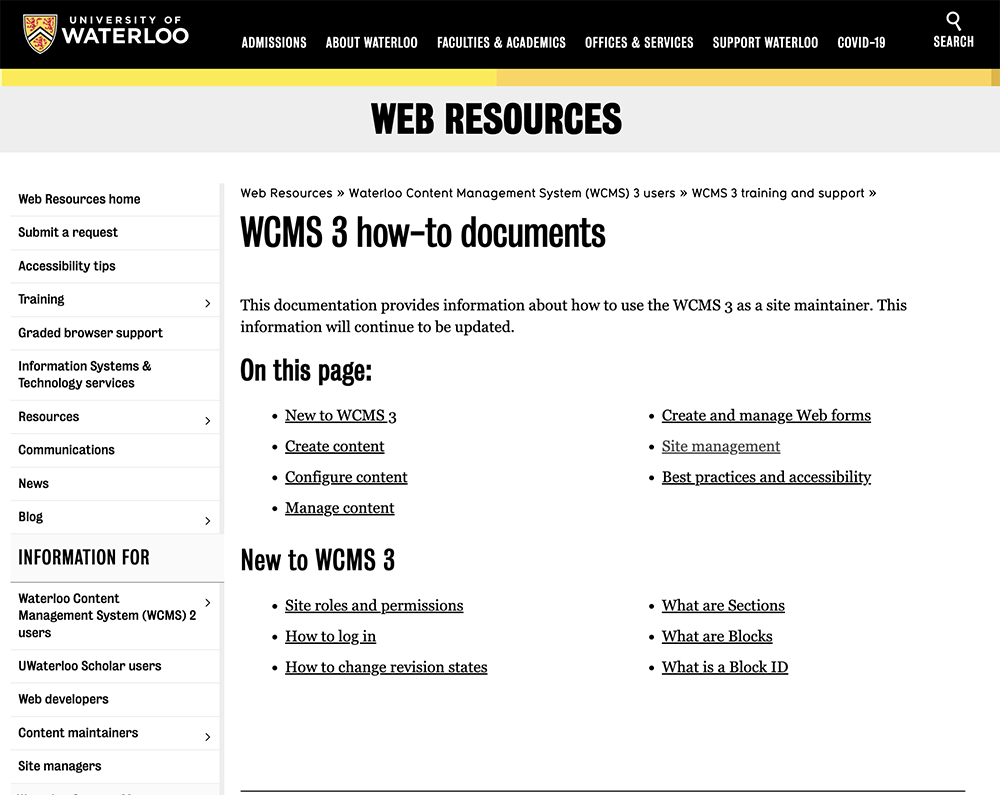 UNIVERSITY OF
WATERLOO
ADMISSIONS ABOUT WATERLOO FACULTIES & ACADEMICS OFFICES & SERVICES SUPPORT WATERLOO COVID-19 SEARCH
WEB RESOURCES
Web Resources home
Submit a request
Accessibility tips
Training
Graded browser support
Information Systems &
Technology services
Resources
Communications
News
Blog
INFORMATION FOR
Waterloo Content
Management System (WCMS) 2
users
UWaterloo Scholar users
Web developers
Content maintainers
Site managers
Web Resources » Waterloo Content Management System (WCMS) 3 users » WCMS 3 training and support »
WCMS 3 how-to documents
This documentation provides information about how to use the WCMS 3 as a site maintainer. This
information will continue to be updated.
On this page:
• New to WCMS 3
• Create content
• Configure content
• Manage content
• Create and manage Web forms
• Site management
• Best practices and accessibility
New to WCMS 3
• Site roles and permissions
• How to log in
• How to change revision states
• What are Sections
• What are Blocks
• What is a Block ID